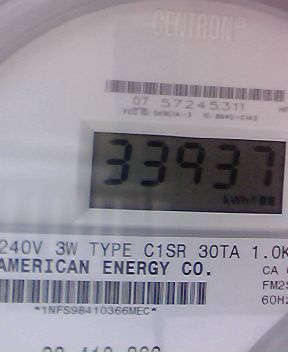 CENTRON®
07 57245311
33937
kWh
240V 3W TYPE C1SR 30TA 1.0K
AMERICAN ENERGY CO.
CA
FM2S
60Hz
*1NFS98410366MEC*